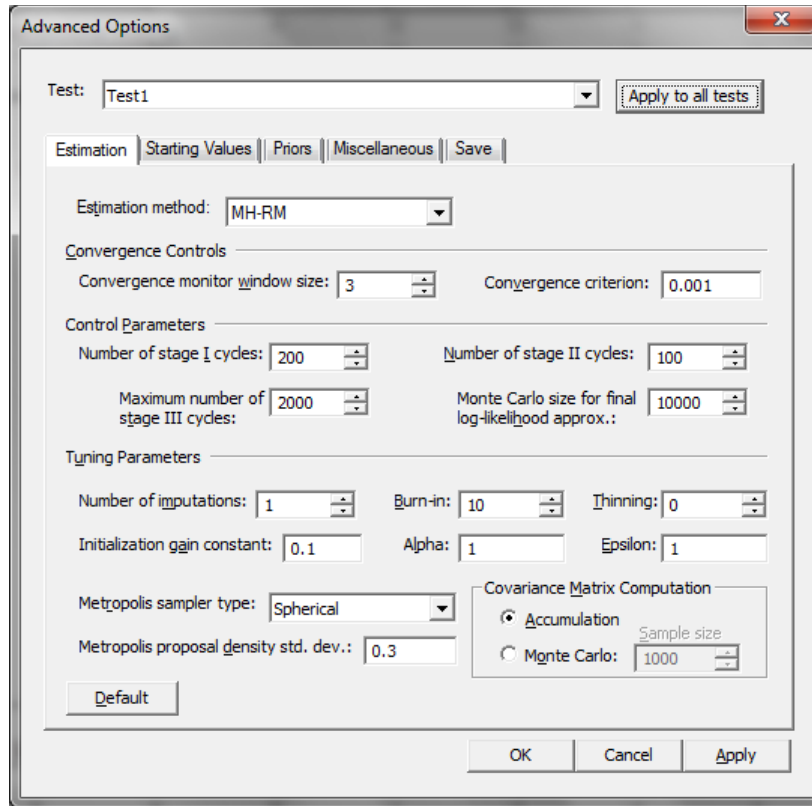 Advanced Options
X
Test: Test1 Apply to all tests
Estimation Starting Values Priors Miscellaneous Save
Estimation method: MH-RM
Convergence Controls
Convergence monitor window size: 3 Convergence criterion: 0.001
Control Parameters
Number of stage I cycles: 200 Number of stage II cycles: 100
Maximum number of stage III cycles: 2000 Monte Carlo size for final log-likelihood approx.: 10000
Tuning Parameters
Number of imputations: 1 Burn-in: 10 Thinning: 0
Initialization gain constant: 0.1 Alpha: 1 Epsilon: 1
Metropolis sampler type: Spherical
Metropolis proposal density std. dev.: 0.3
Covariance Matrix Computation
Accumulation
Sample size
Monte Carlo: 1000
Default
OK Cancel Apply